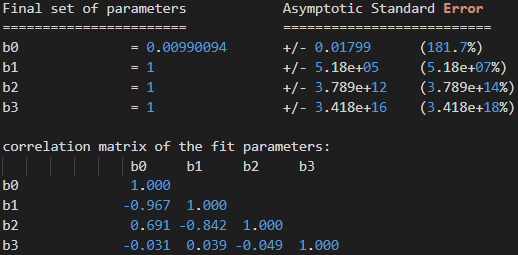 Final set of parameters            Asymptotic Standard Error
=======================            ==========================
b0              = 0.00990094       +/- 0.01799      (181.7%)
b1              = 1                +/- 5.18e+05     (5.18e+07%)
b2              = 1                +/- 3.789e+12    (3.789e+14%)
b3              = 1                +/- 3.418e+16    (3.418e+18%)
correlation matrix of the fit parameters:
                b0     b1     b2     b3
b0              1.000
b1             -0.967  1.000
b2              0.691 -0.842  1.000
b3             -0.031  0.039 -0.049  1.000